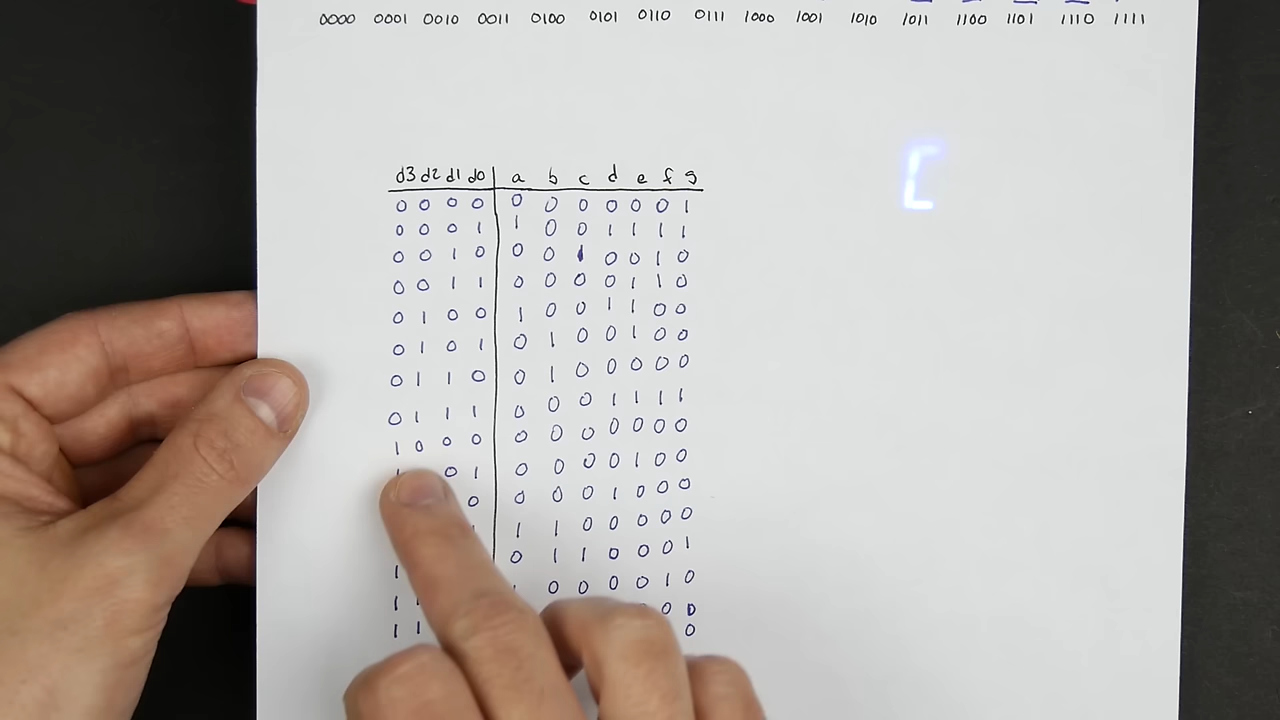 0000 0001 0010 0011 0100 0101 0110 0111 1000 1001 1010 1011 1100 1101 1110 1111
d3 d2 d1 d0 a b c d e f g
0 0 0 0 0 0 0 0 0 0 1
0 0 0 1 1 0 0 1 1 1 1
0 0 1 0 0 0 1 0 0 1 0
0 0 1 1 0 0 0 0 1 1 0
0 1 0 0 1 0 0 1 1 0 0
0 1 0 1 0 1 0 0 1 0 0
0 1 1 0 0 1 0 0 0 0 0
0 1 1 1 0 0 0 1 1 1 1
1 0 0 0 0 0 0 0 0 0 0
0 1 0 0 0 0 1 0 0
0 0 0 0 1 0 0 0
1 1 0 0 0 0 0
0 1 1 0 0 0 1
1 0 0 0 0 1 0
1 1 0 0
1 1 0